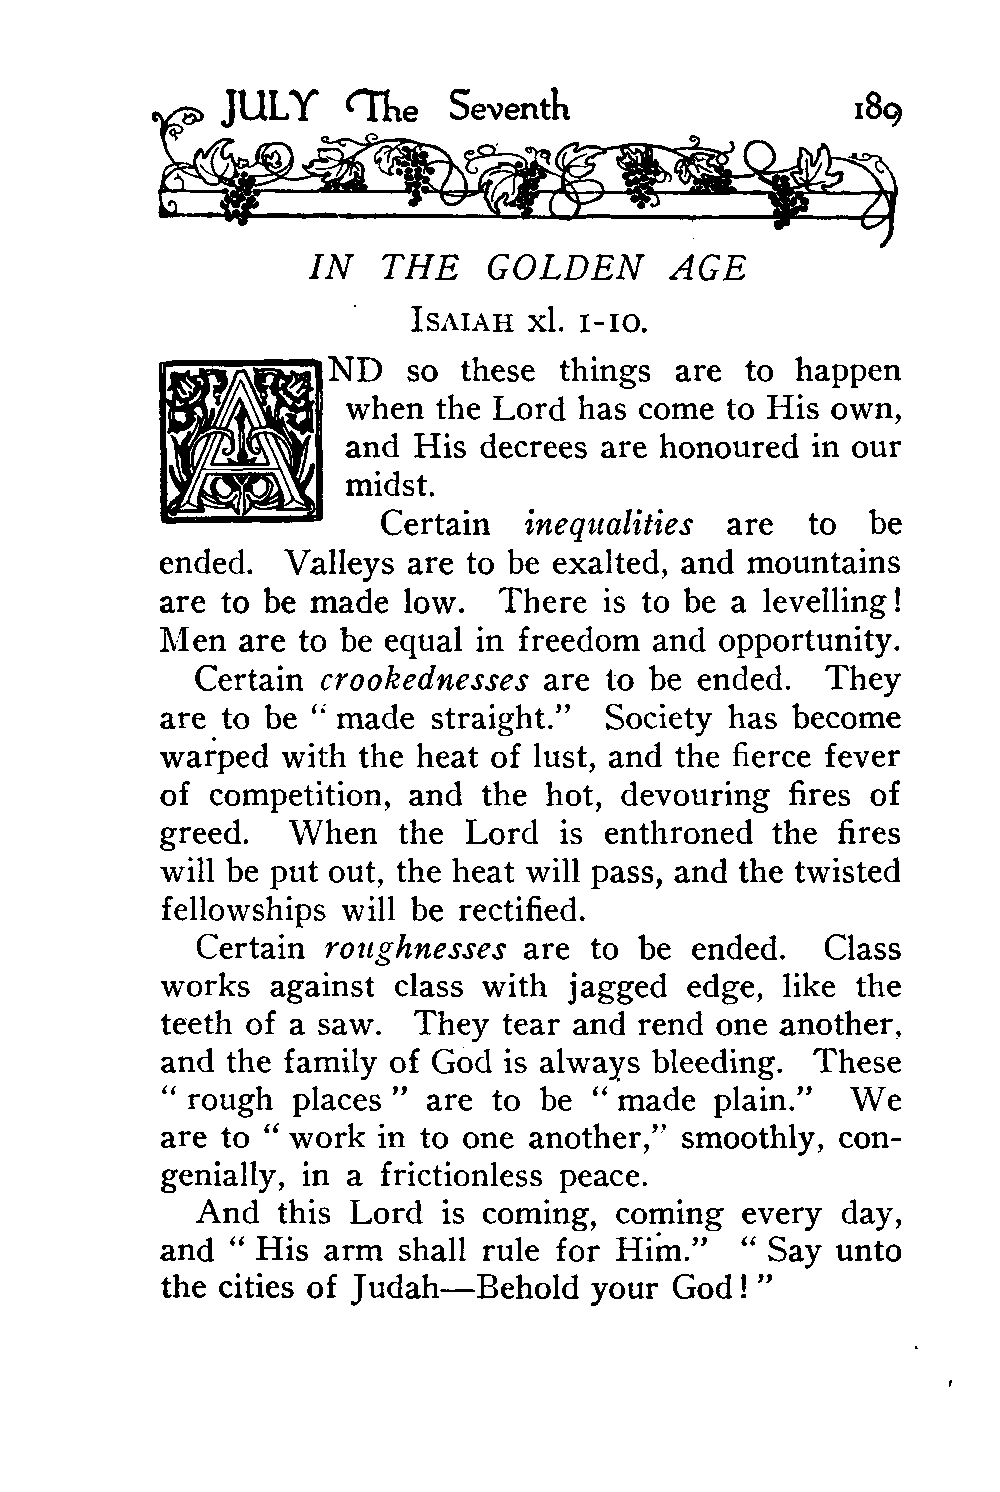 JULY The Seventh 189
IN THE GOLDEN AGE
ISAIAH xl. 1-10.
AND so these things are to happen
when the Lord has come to His own,
and His decrees are honoured in our
midst.
Certain inequalities are to be
ended. Valleys are to be exalted, and mountains
are to be made low. There is to be a levelling!
Men are to be equal in freedom and opportunity.
Certain crookednesses are to be ended. They
are to be “ made straight.” Society has become
warped with the heat of lust, and the fierce fever
of competition, and the hot, devouring fires of
greed. When the Lord is enthroned the fires
will be put out, the heat will pass, and the twisted
fellowships will be rectified.
Certain roughnesses are to be ended. Class
works against class with jagged edge, like the
teeth of a saw. They tear and rend one another,
and the family of God is always bleeding. These
“ rough places ” are to be “ made plain.” We
are to “ work in to one another,” smoothly, con-
genially, in a frictionless peace.
And this Lord is coming, coming every day,
and “ His arm shall rule for Him.” “ Say unto
the cities of Judah—Behold your God! ”